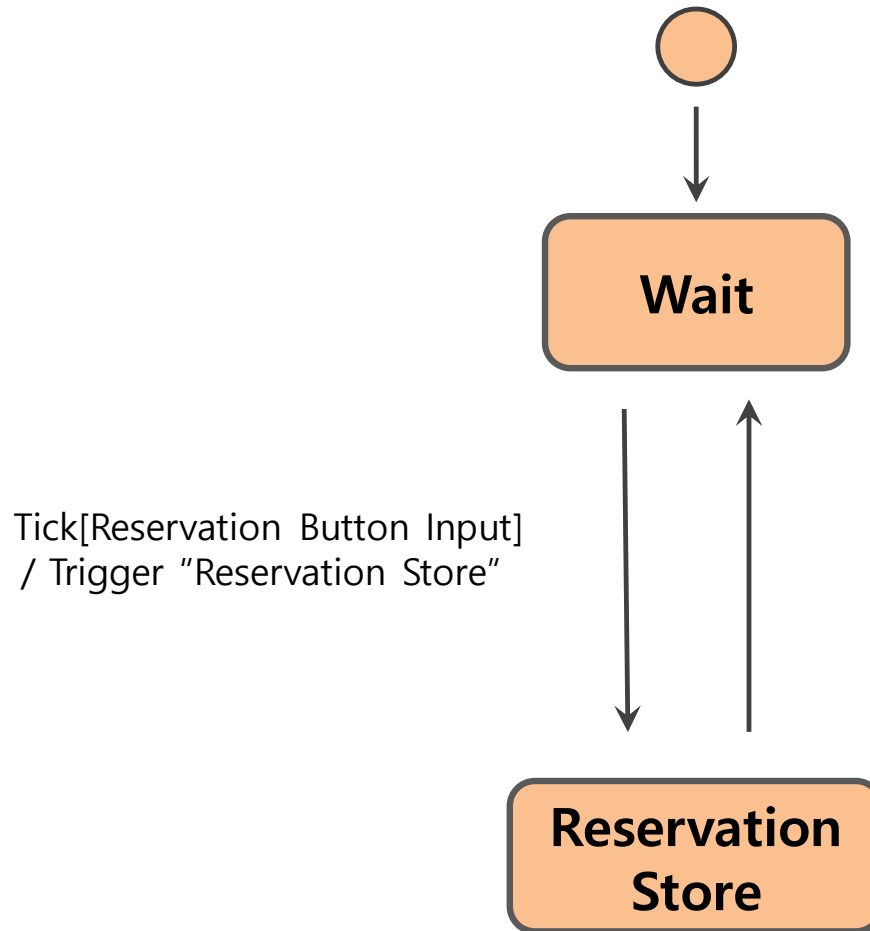 Wait
Tick[Reservation Button Input]
/ Trigger “Reservation Store”
Reservation
Store